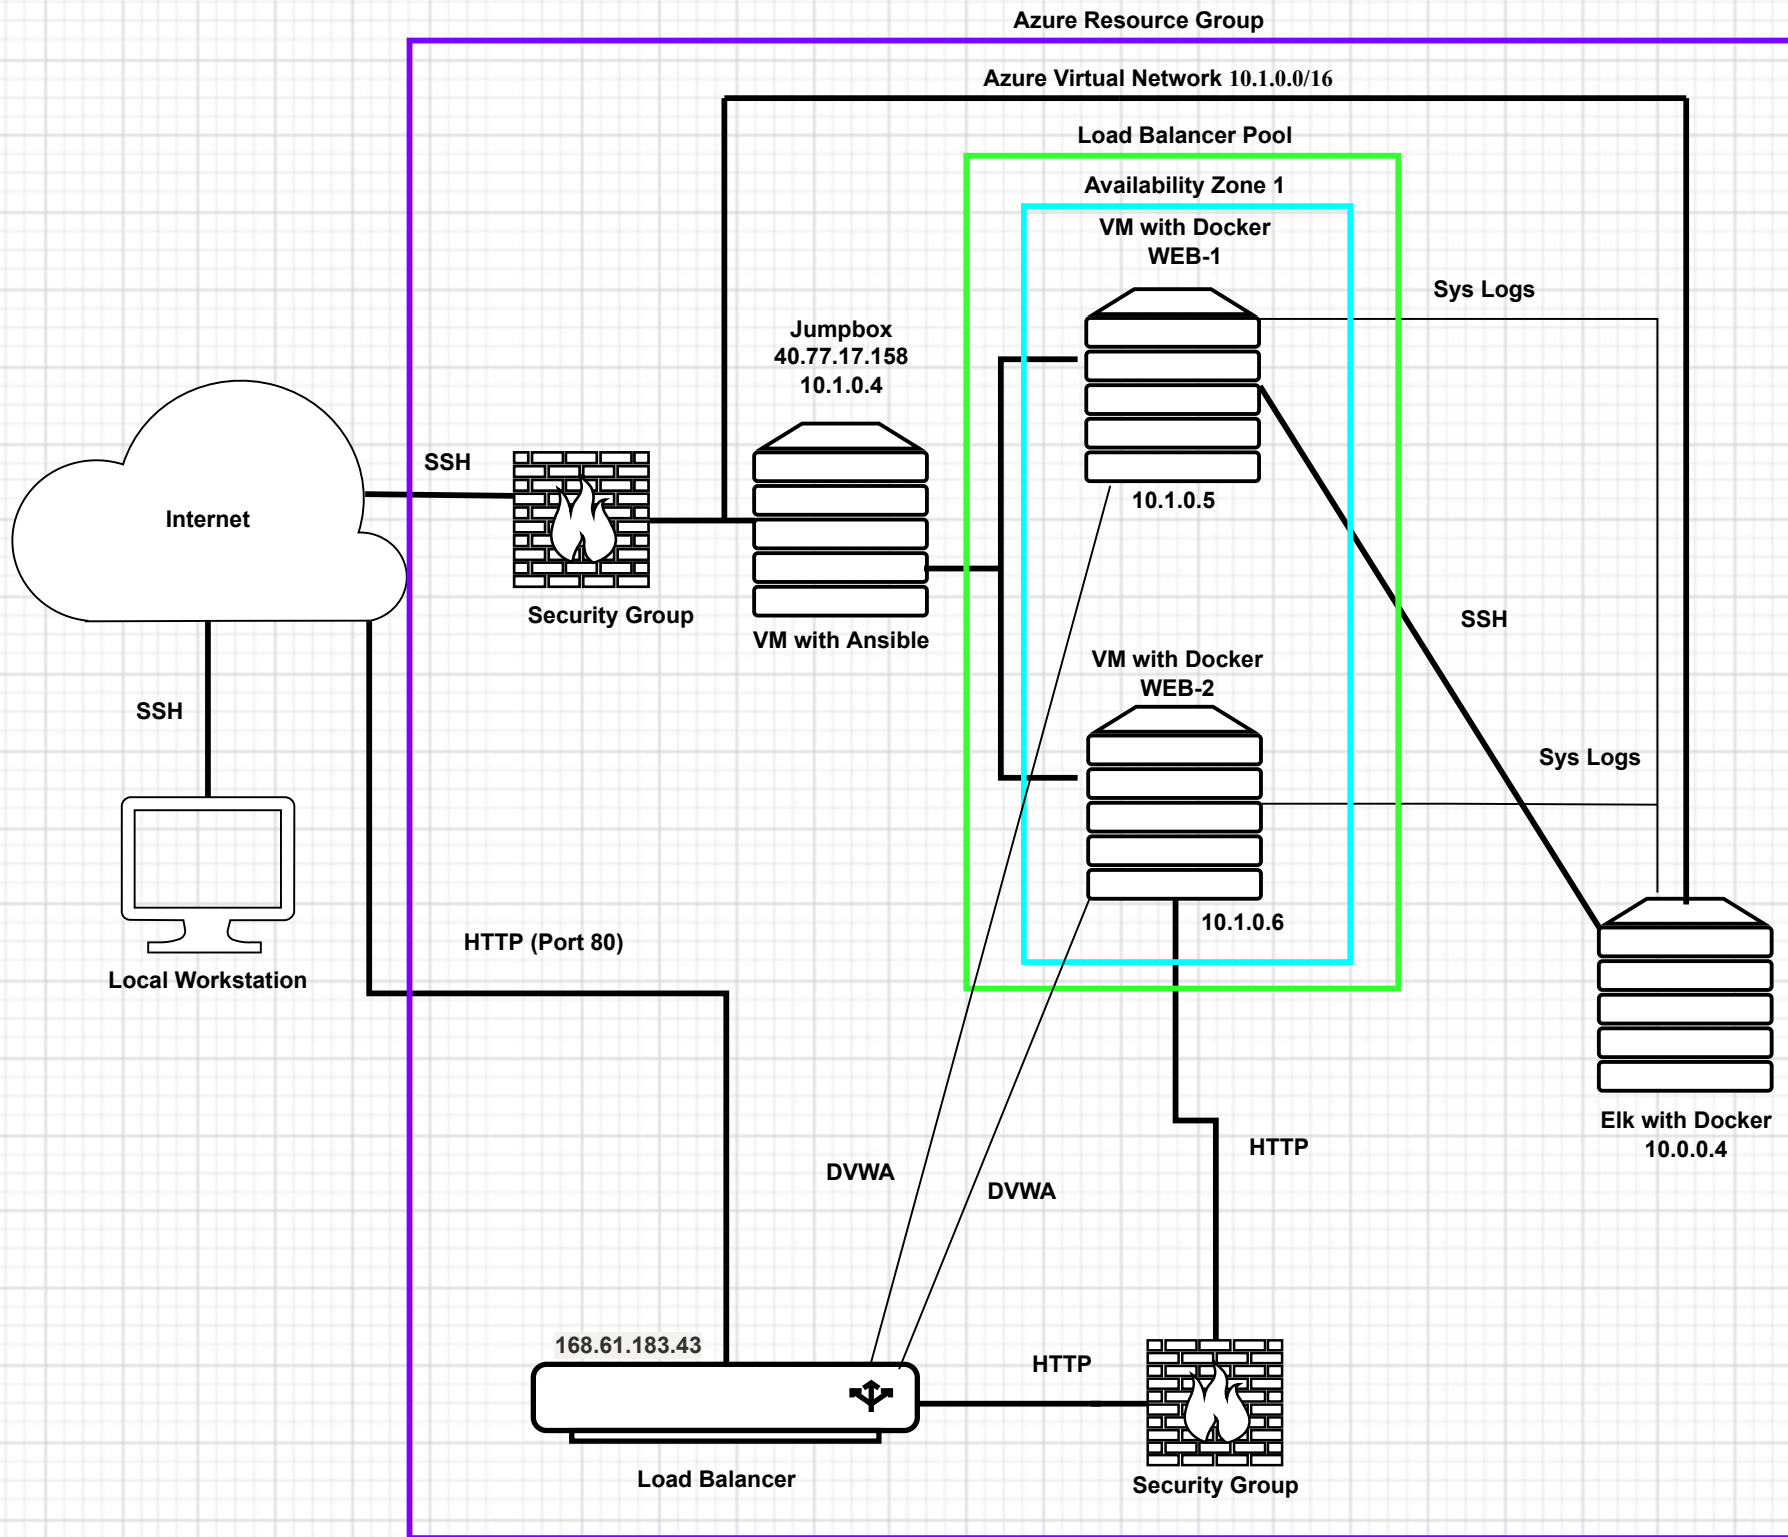 Azure Resource Group
Azure Virtual Network 10.1.0.0/16
Load Balancer Pool
Availability Zone 1
VM with Docker
WEB-1
Sys Logs
Jumpbox
40.77.17.158
10.1.0.4
SSH
10.1.0.5
Internet
Security Group
VM with Ansible
SSH
VM with Docker
WEB-2
SSH
Sys Logs
10.1.0.6
HTTP (Port 80)
Local Workstation
Elk with Docker
10.0.0.4
HTTP
DVWA
DVWA
168.61.183.43
HTTP
Load Balancer
Security Group